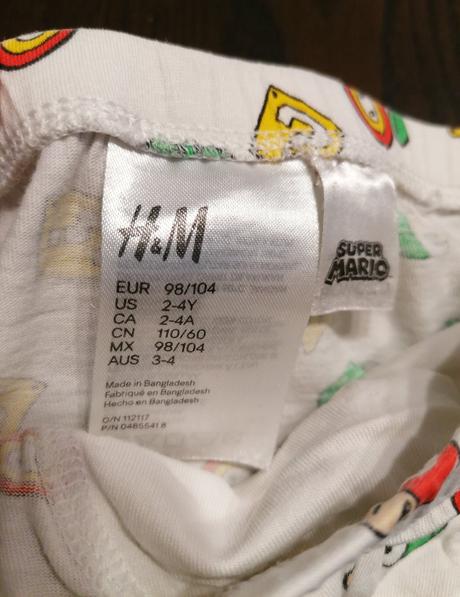 H&M
EUR 98/104
US 2-4Y
CA 2-4A
CN 110/60
MX 98/104
AUS 3-4
Made in Bangladesh
Fabriqué en Bangladesh
Hecho en Bangladesh
O/N 112117
P/N 0485541 8
SUPER
MARIO